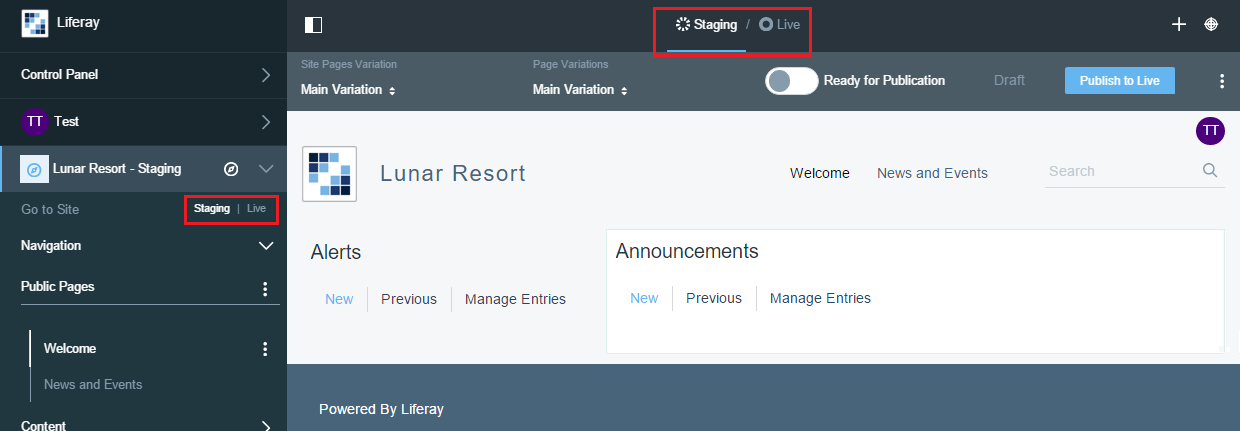 Liferay
Control Panel
TT Test
Lunar Resort - Staging
Go to Site Staging | Live
Navigation
Public Pages
Welcome
News and Events
Content
Staging / Live
Site Pages Variation
Main Variation
Page Variations
Main Variation
Ready for Publication
Draft
Publish to Live
TT
Lunar Resort
Welcome News and Events
Search
Alerts
New Previous Manage Entries
Announcements
New Previous Manage Entries
Powered By Liferay